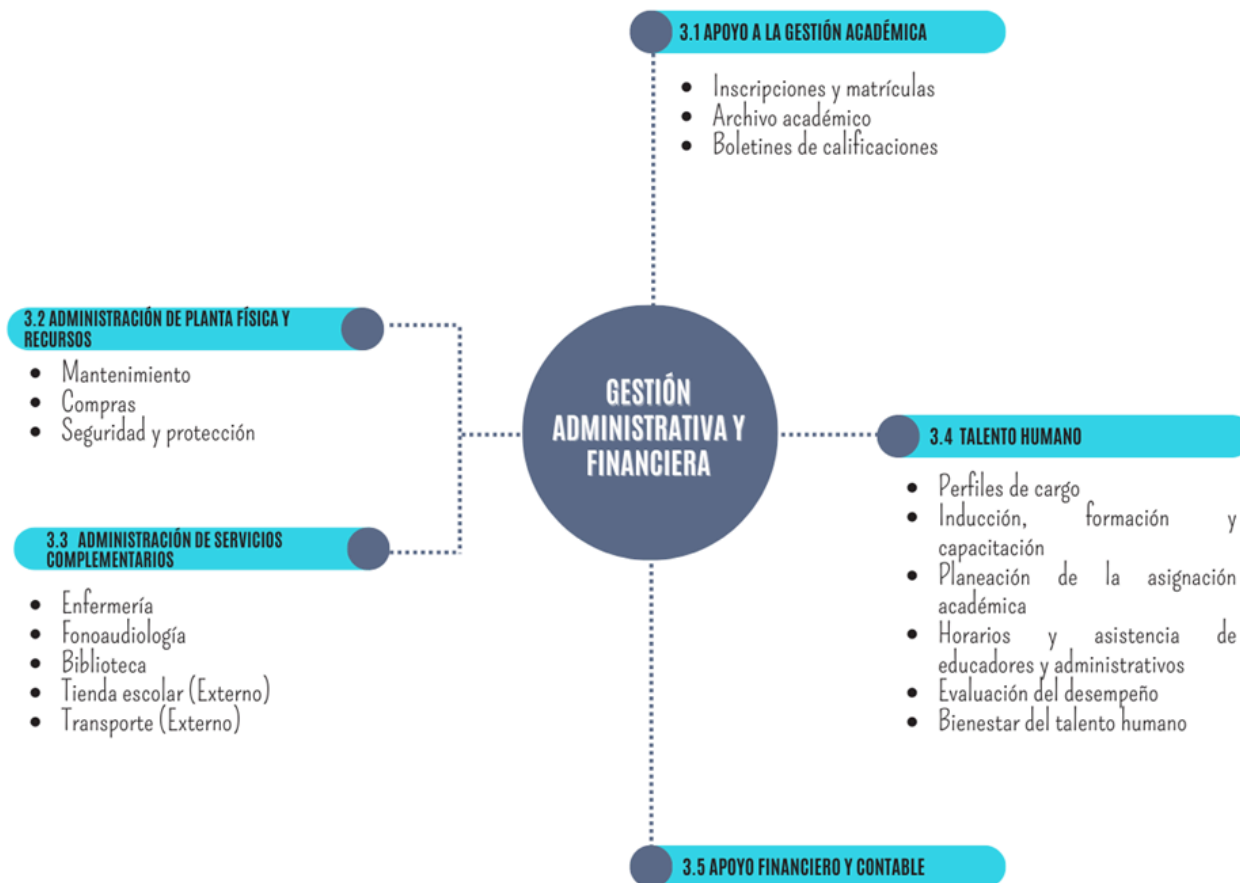 3.1 APOYO A LA GESTIÓN ACADÉMICA
Inscripciones y matrículas
Archivo académico
Boletines de calificaciones
3.2 ADMINISTRACIÓN DE PLANTA FÍSICA Y
RECURSOS
Mantenimiento
Compras
Seguridad y protección
3.3 ADMINISTRACIÓN DE SERVICIOS
COMPLEMENTARIOS
Enfermería
Fonoaudiología
Biblioteca
Tienda escolar (Externo)
Transporte (Externo)
GESTIÓN
ADMINISTRATIVA Y
FINANCIERA
3.4 TALENTO HUMANO
Perfiles de cargo
Inducción, formación y
capacitación
Planeación de la asignación
académica
Horarios y asistencia de
educadores y administrativos
Evaluación del desempeño
Bienestar del talento humano
3.5 APOYO FINANCIERO Y CONTABLE